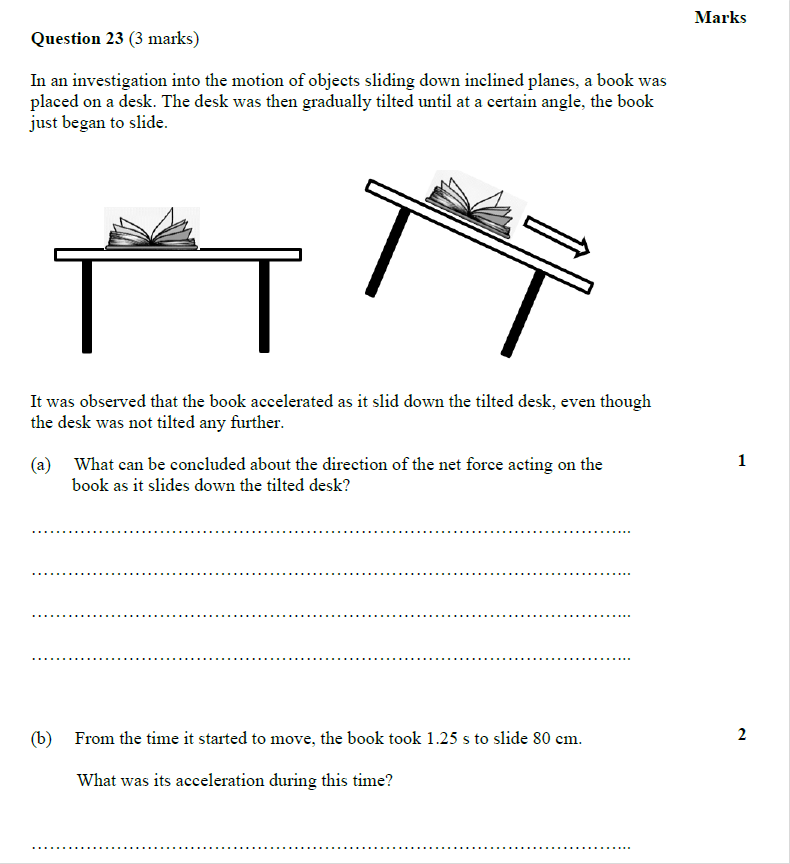 Marks
Question 23 (3 marks)
In an investigation into the motion of objects sliding down inclined planes, a book was
placed on a desk. The desk was then gradually tilted until at a certain angle, the book
just began to slide.
It was observed that the book accelerated as it slid down the tilted desk, even though
the desk was not tilted any further.
(a) What can be concluded about the direction of the net force acting on the 1
book as it slides down the tilted desk?
(b) From the time it started to move, the book took 1.25 s to slide 80 cm. 2
What was its acceleration during this time?